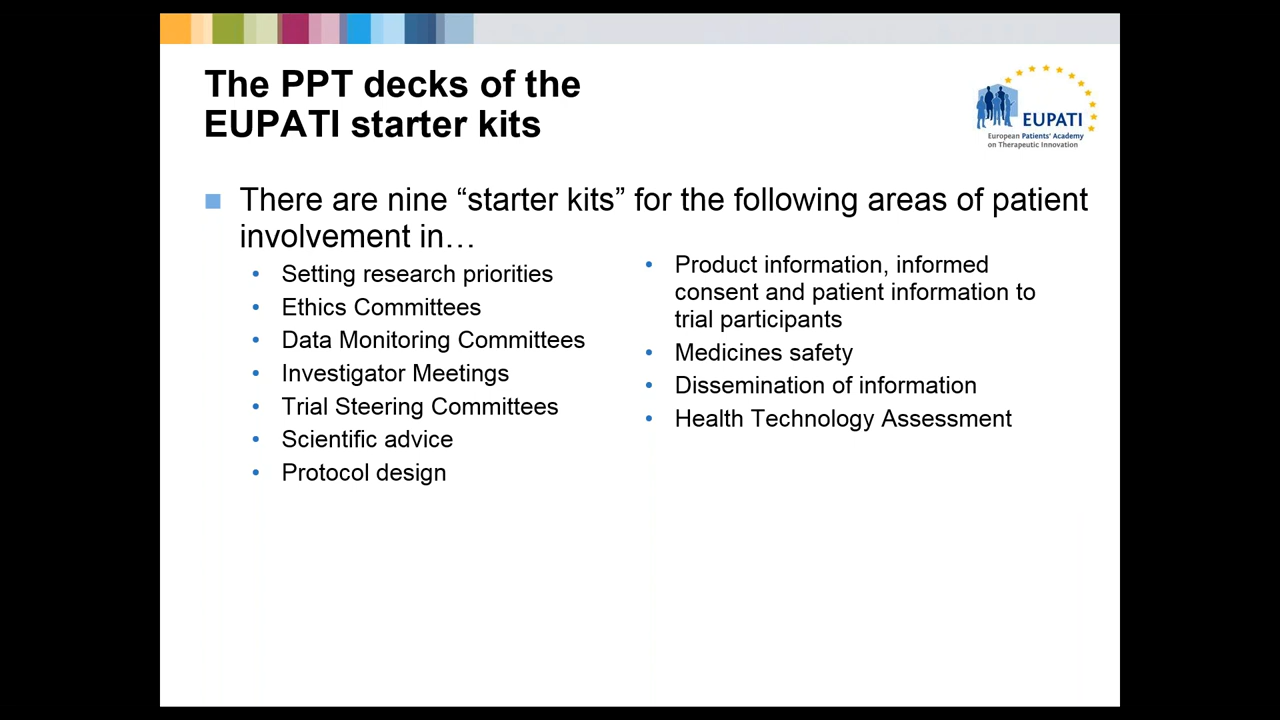 The PPT decks of the
EUPATI starter kits
EUPATI
European Patients' Academy
on Therapeutic Innovation
There are nine “starter kits” for the following areas of patient
involvement in…
Setting research priorities
Ethics Committees
Data Monitoring Committees
Investigator Meetings
Trial Steering Committees
Scientific advice
Protocol design
Product information, informed
consent and patient information to
trial participants
Medicines safety
Dissemination of information
Health Technology Assessment